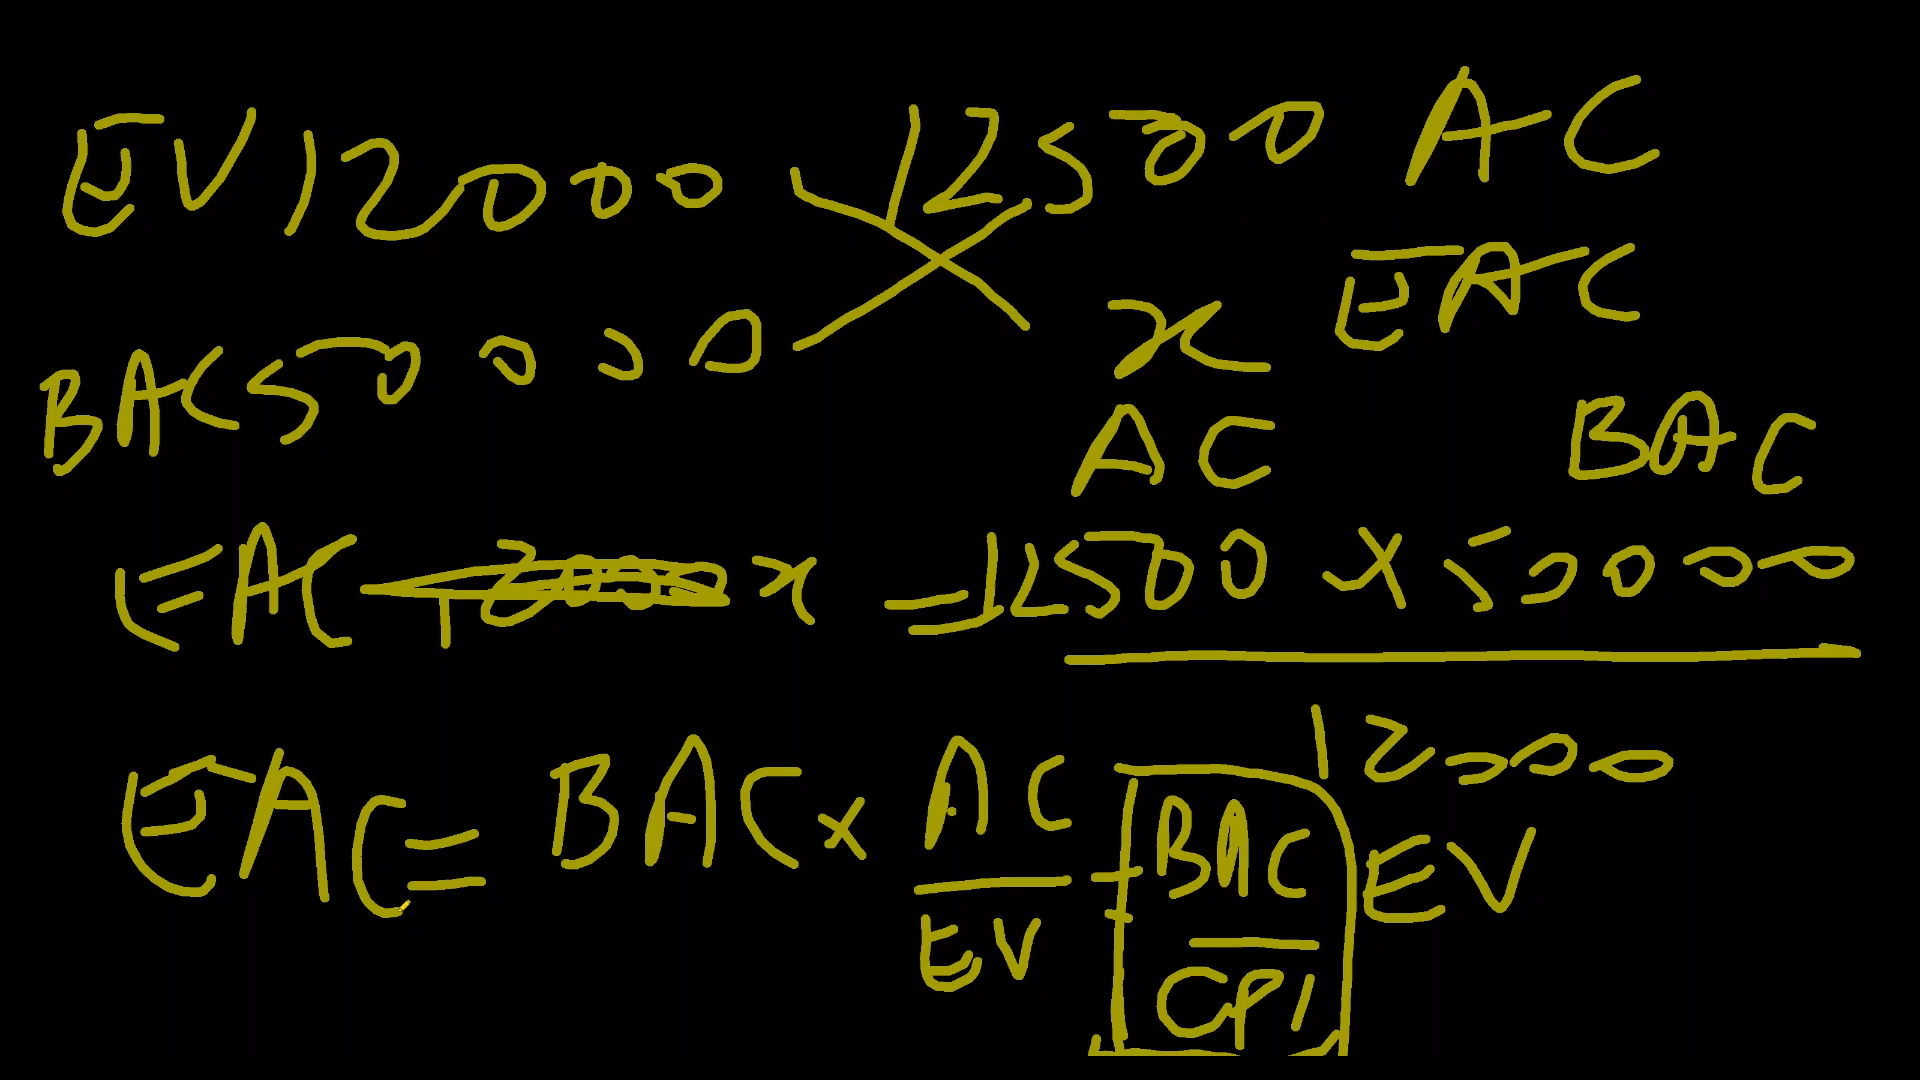 EV 12000 12500 AC
BAC 50000 x EAC
AC BAC
EAC x = 12500 x 50000
12000
EAC = BAC x AC / EV = BAC / CPI EV